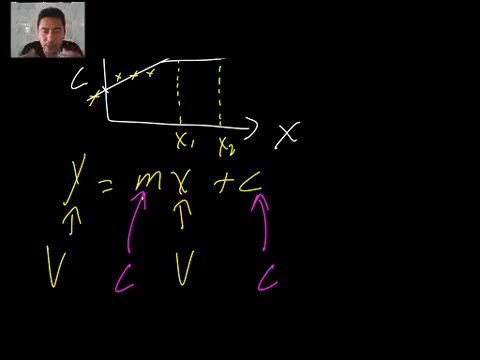 C
X
X₁ X₂
Y = mx + c
V C V C